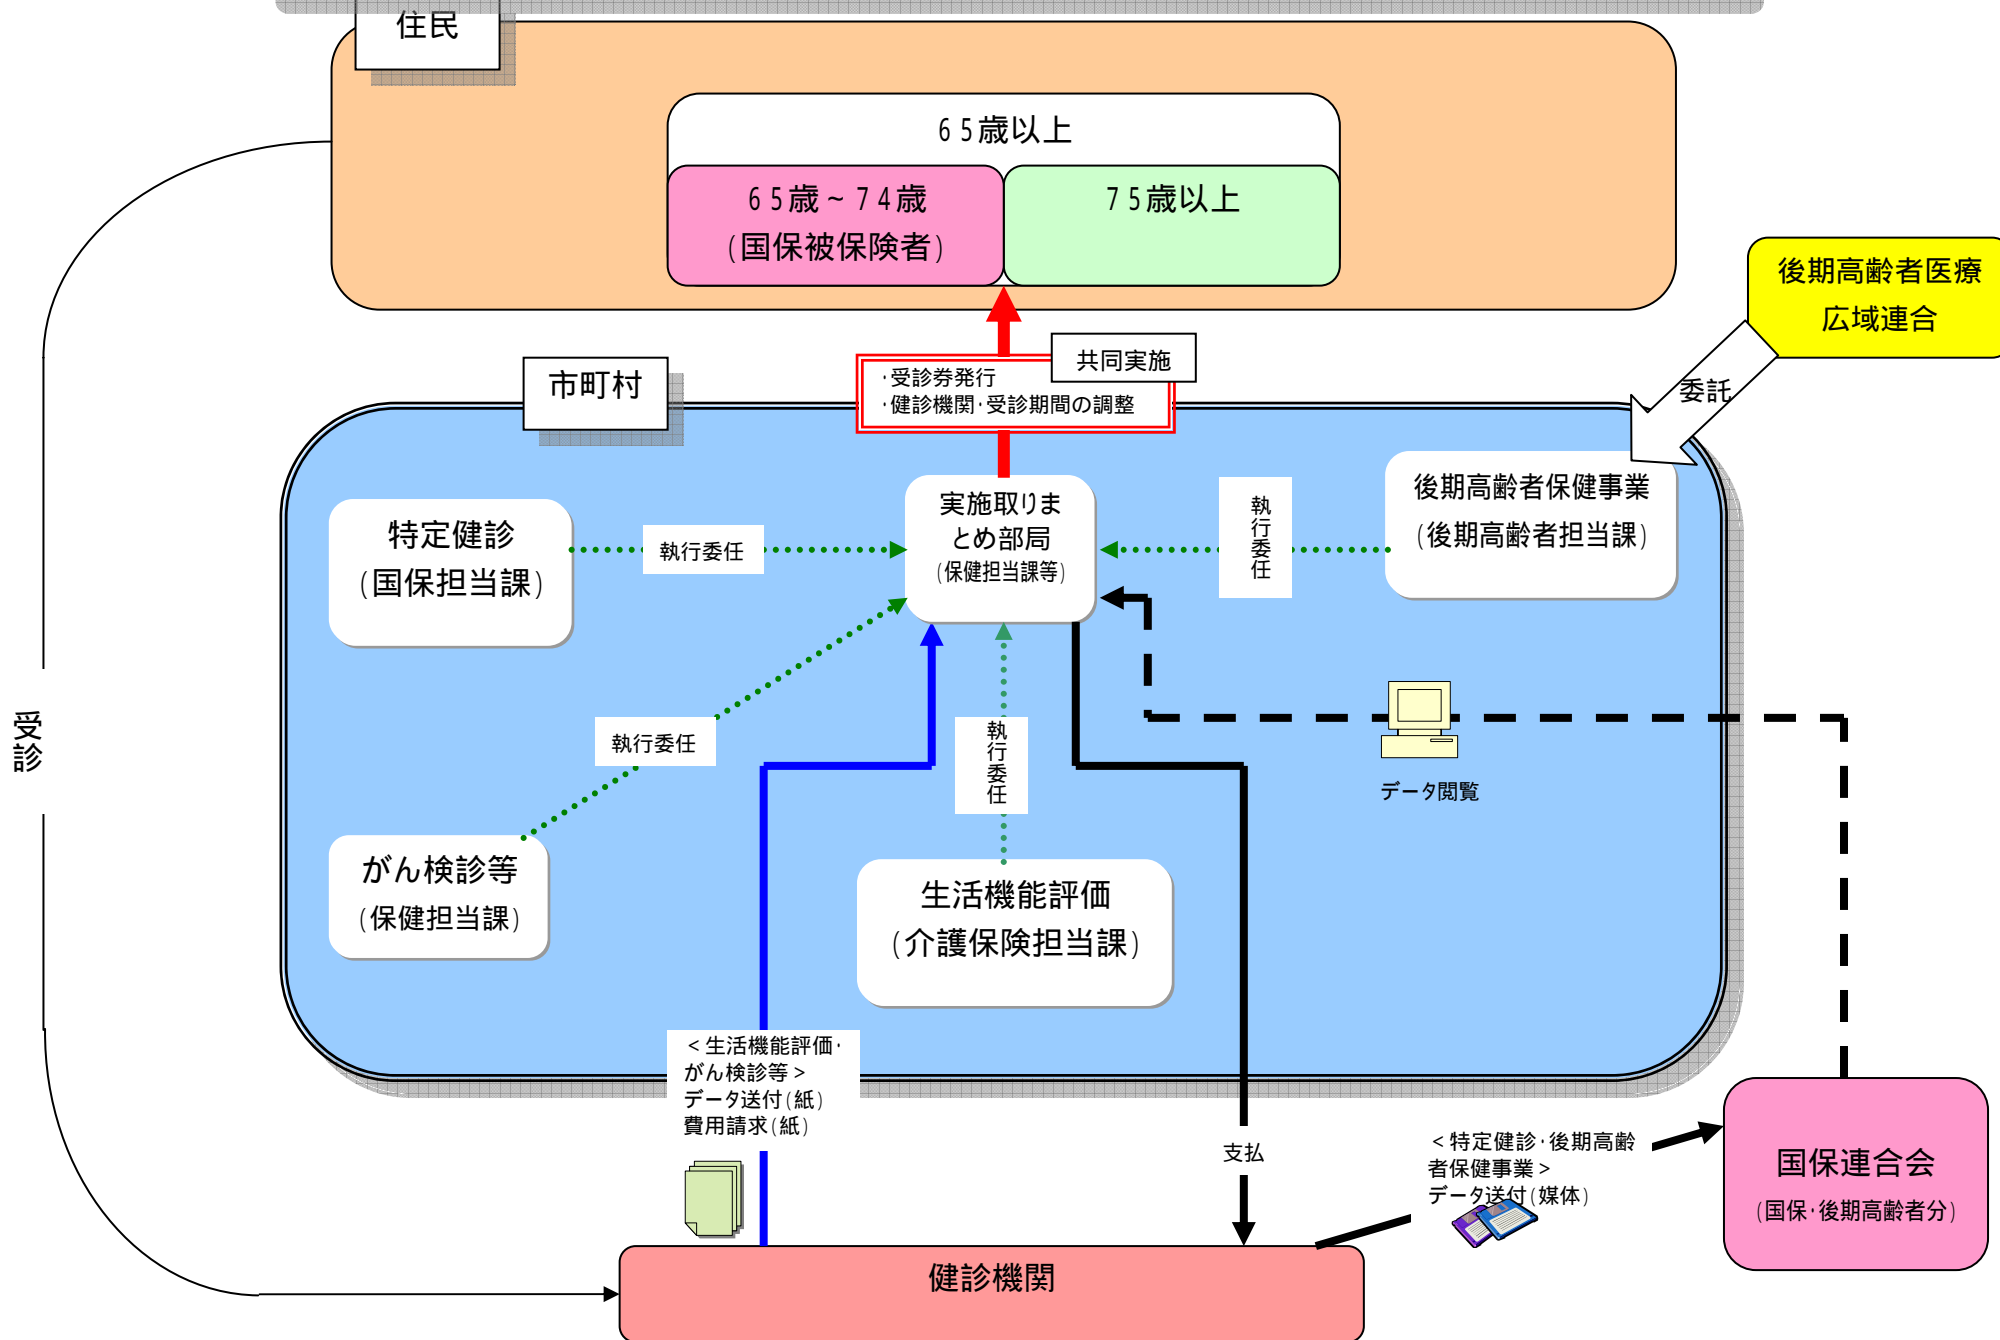 住民
65歳以上
65歳~74歳
(国保被保険者)
75歳以上
後期高齢者医療
広域連合
委託
共同実施
・受診券発行
・健診機関・受診期間の調整
市町村
特定健診
(国保担当課)
執行委任
実施取りま
とめ部局
(保健担当課等)
執行委任
後期高齢者保健事業
(後期高齢者担当課)
受診
執行委任
執行委任
データ閲覧
がん検診等
(保健担当課)
生活機能評価
(介護保険担当課)
<生活機能評価・
がん検診等>
データ送付(紙)
費用請求(紙)
支払
<特定健診・後期高齢
者保健事業>
データ送付(媒体)
国保連合会
(国保・後期高齢者分)
健診機関